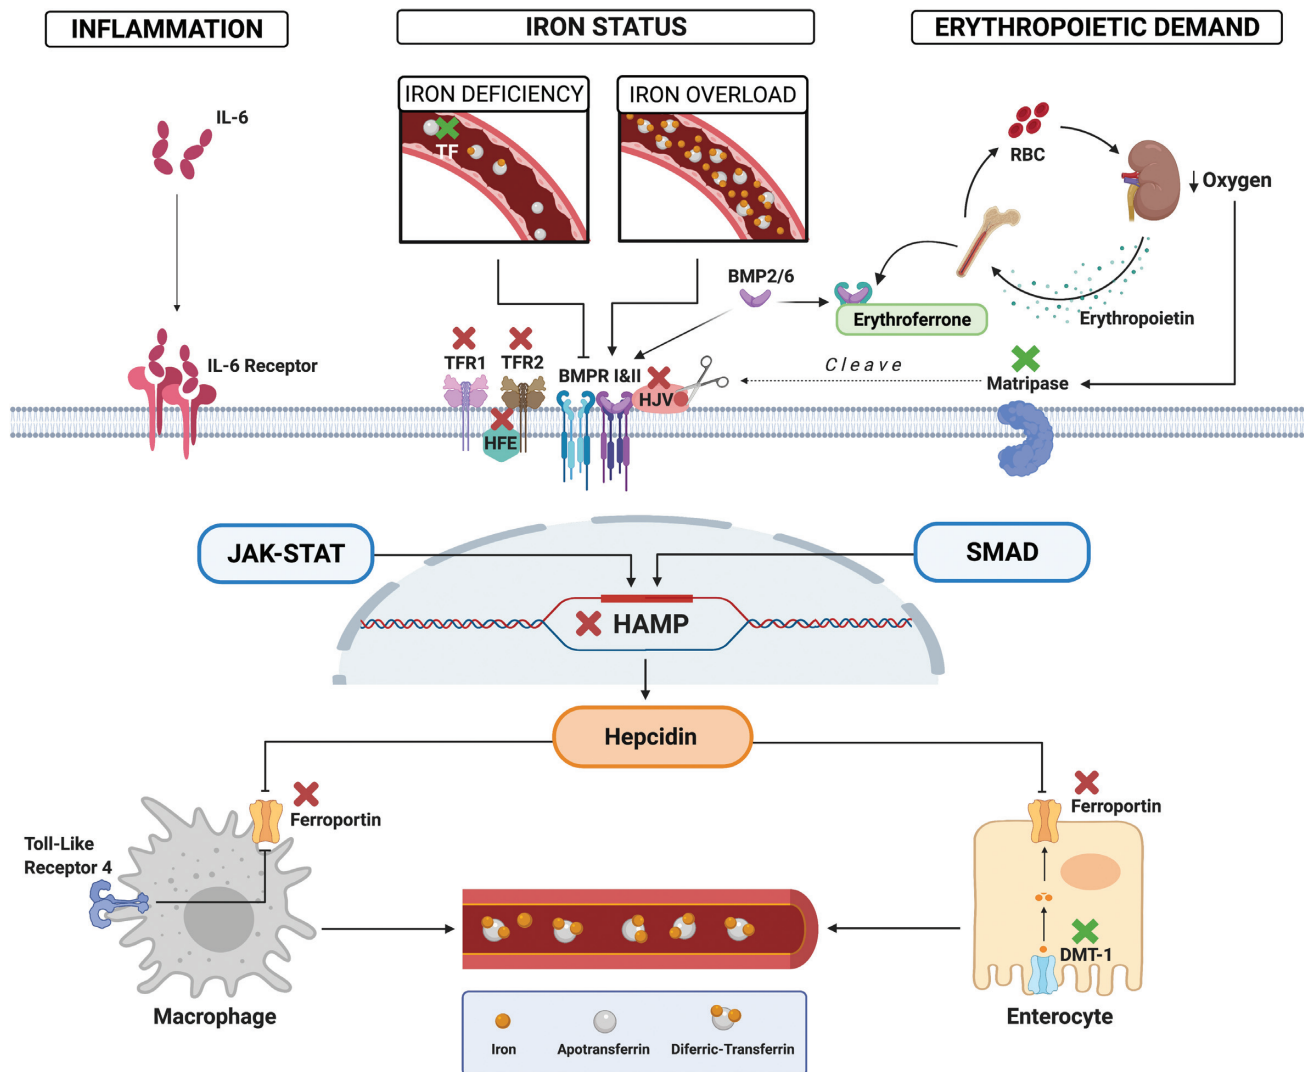 INFLAMMATION
IRON STATUS
ERYTHROPOIETIC DEMAND
IRON DEFICIENCY
IRON OVERLOAD
TF
IL-6
RBC
Oxygen
BMP2/6
Erythroferrone
Erythropoietin
IL-6 Receptor
TFR1
TFR2
BMPR I&II
HJV
HFE
Cleave
Matripase
JAK-STAT
SMAD
HAMP
Hepcidin
Ferroportin
Ferroportin
Toll-Like
Receptor 4
DMT-1
Macrophage
Enterocyte
Iron
Apotransferrin
Diferric-Transferrin